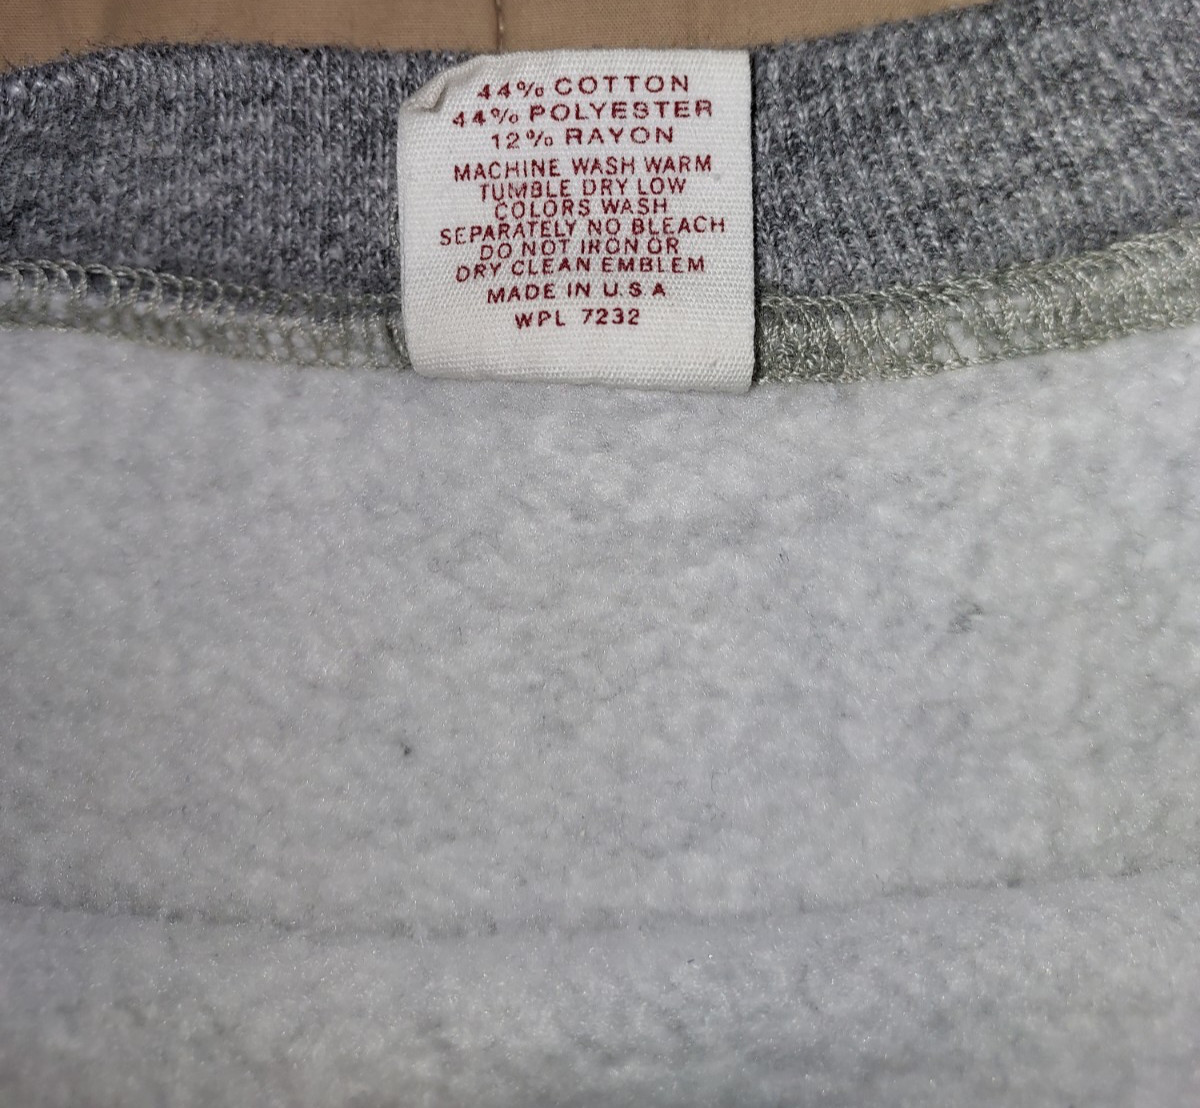 44% COTTON
44% POLYESTER
12% RAYON
MACHINE WASH WARM
TUMBLE DRY LOW
COLORS WASH
SEPARATELY NO BLEACH
DO NOT IRON OR
DRY CLEAN EMBLEM
MADE IN U.S.A
WPL 7232